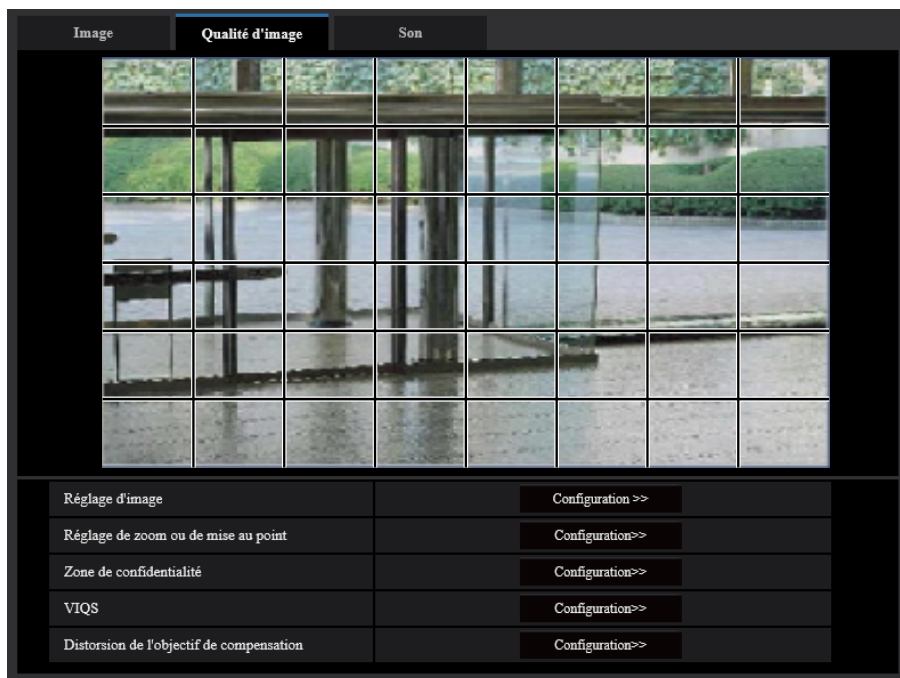 Image Qualité d'image Son
Réglage d'image Configuration >>
Réglage de zoom ou de mise au point Configuration>>
Zone de confidentialité Configuration>>
VIQS Configuration>>
Distorsion de l'objectif de compensation Configuration>>